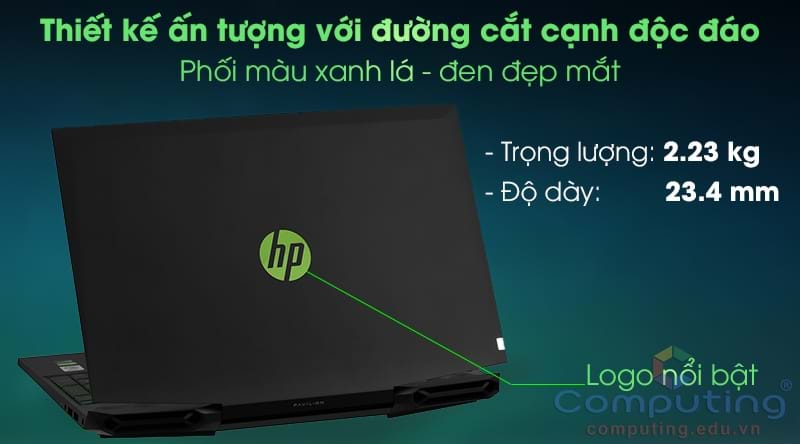 Thiết kế ấn tượng với đường cắt cạnh độc đáo
Phối màu xanh lá - đen đẹp mắt
- Trọng lượng: 2.23 kg
- Độ dày: 23.4 mm
hp
Logo nổi bật
Computing®
computing.edu.vn
PAVILION